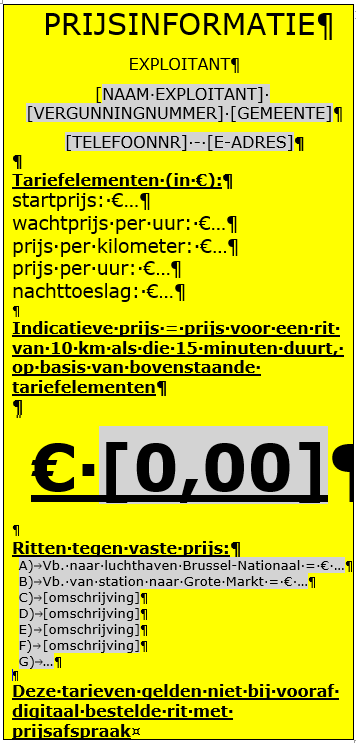 PRIJSINFORMATIE¶
EXPLOITANT¶
[NAAM·EXPLOITANT]·
[VERGUNNINGNUMMER]·[GEMEENTE]¶
[TELEFOONNR]·-·[E-ADRES]¶
¶
Tariefelementen·(in·€):¶
startprijs:·€...¶
wachtprijs·per·uur:·€...¶
prijs·per·kilometer:·€...¶
prijs·per·uur:·€...¶
nachttoeslag:·€...¶
¶
Indicatieve·prijs·=·prijs·voor·een·rit·
van·10·km·als·die·15·minuten·duurt,·
op·basis·van·bovenstaande·
tariefelementen¶
¶
€·[0,00]¶
¶
Ritten·tegen·vaste·prijs:¶
A)→Vb.·naar·luchthaven·Brussel-Nationaal·=·€·...¶
B)→Vb.·van·station·naar·Grote·Markt·=·€·...¶
C)→[omschrijving]¶
D)→[omschrijving]¶
E)→[omschrijving]¶
F)→[omschrijving]¶
G)→...¶
¶
Deze·tarieven·gelden·niet·bij·vooraf·
digitaal·bestelde·rit·met·
prijsafspraak¤